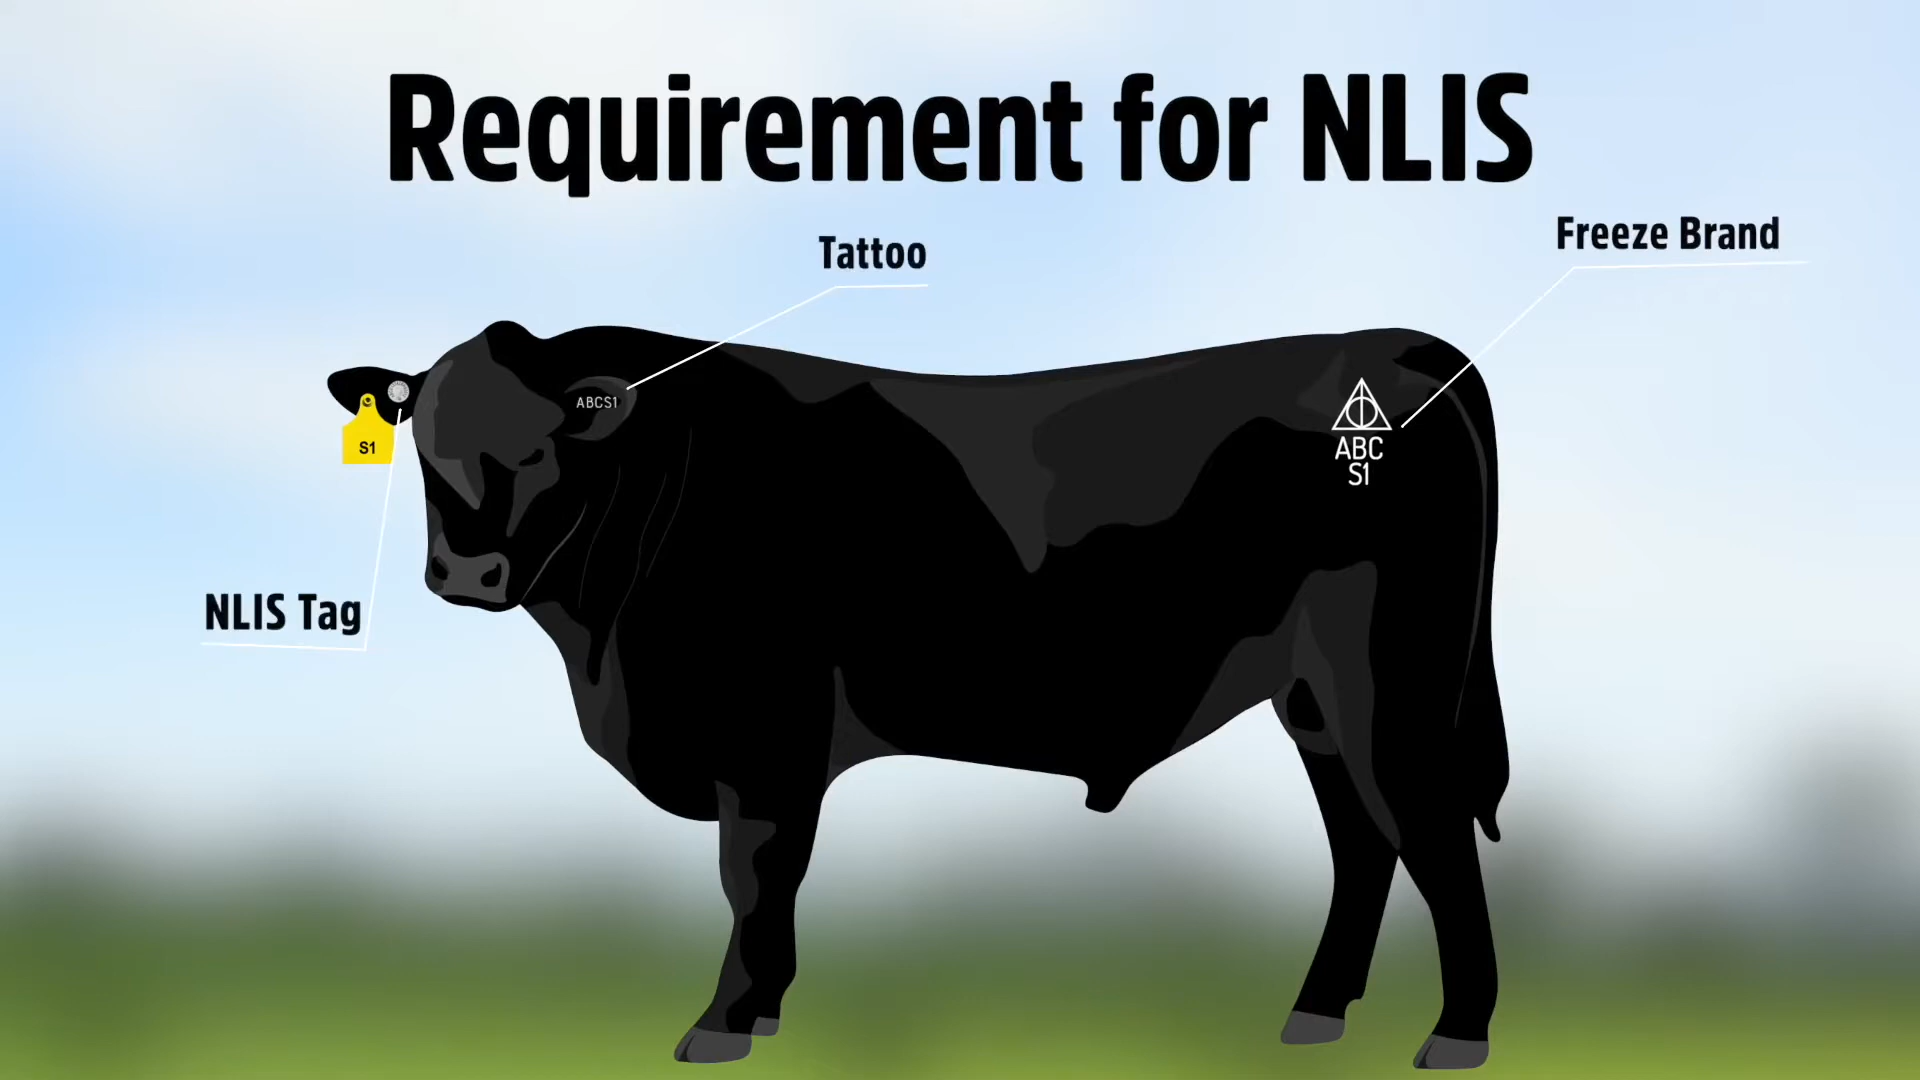 Requirement for NLIS
Freeze Brand
Tattoo
ABCS1
S1
ABC
S1
NLIS Tag